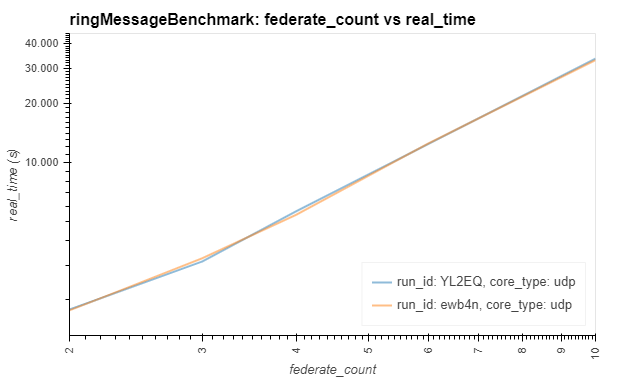 ringMessageBenchmark: federate_count vs real_time
40.000
30.000
20.000
10.000
real_time (s)
run_id: YL2EQ, core_type: udp
run_id: ewb4n, core_type: udp
2
3
4
5
6
7
8
9
10
federate_count